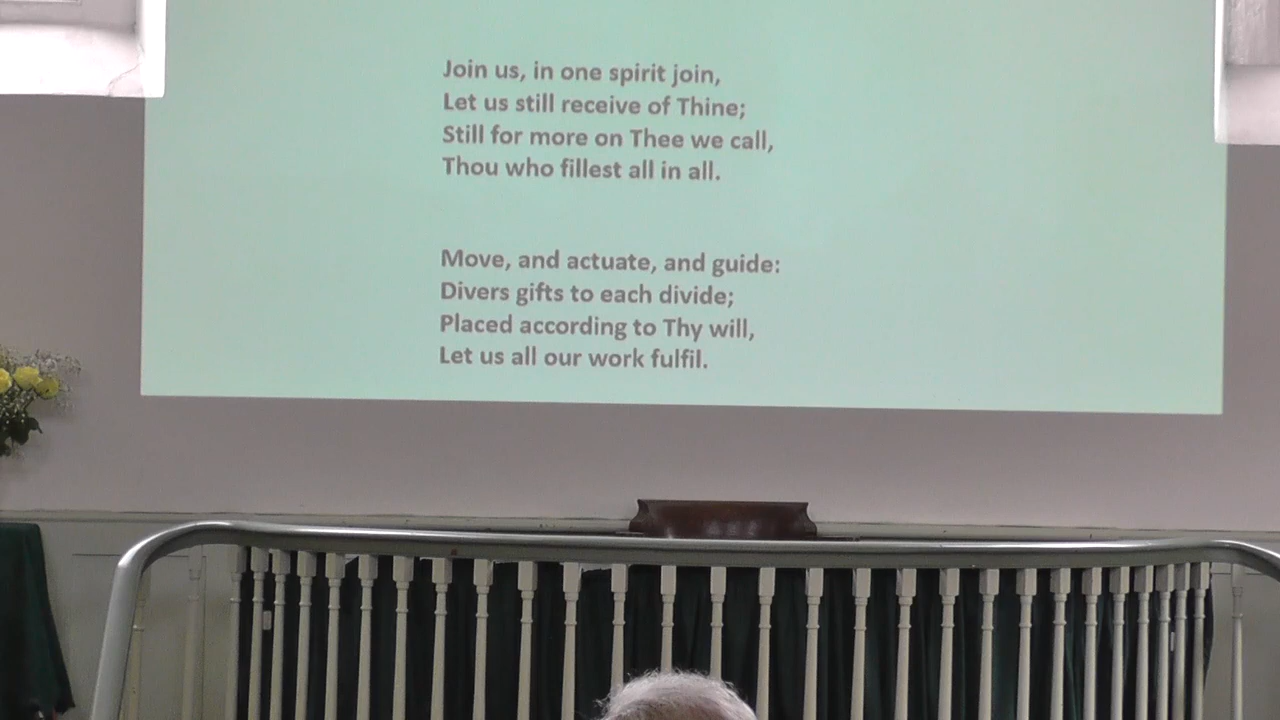 Join us, in one spirit join,
Let us still receive of Thine;
Still for more on Thee we call,
Thou who fillest all in all.
Move, and actuate, and guide:
Divers gifts to each divide;
Placed according to Thy will,
Let us all our work fulfil.